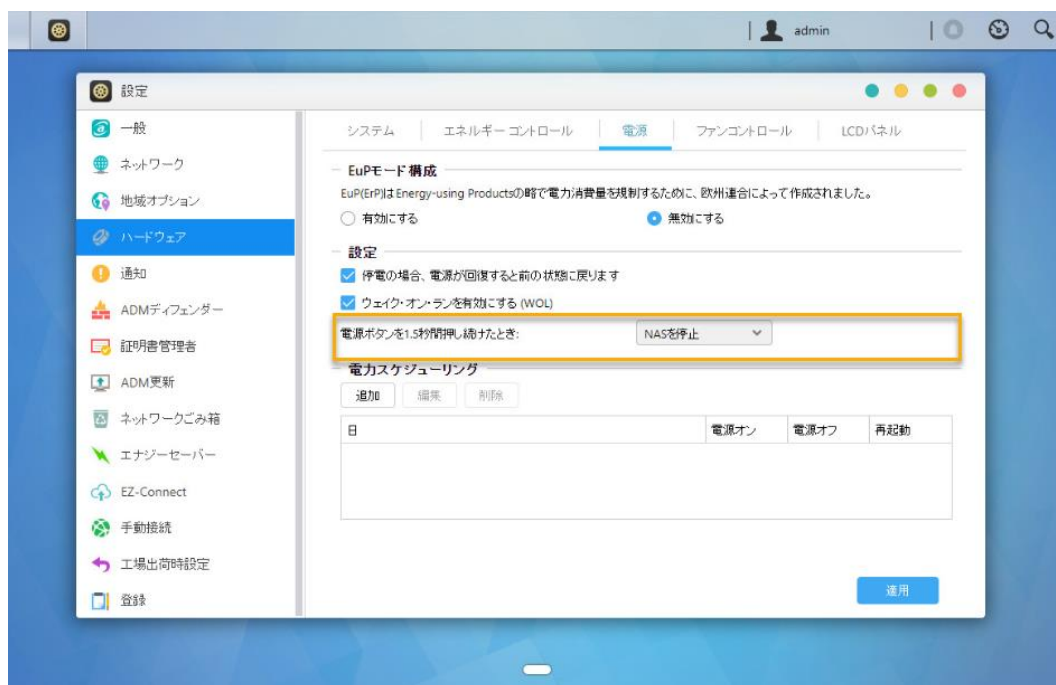 admin
設定
一般
ネットワーク
地域オプション
ハードウェア
通知
ADMディフェンダー
証明書管理者
ADM更新
ネットワークごみ箱
エナジーセーバー
EZ-Connect
手動接続
工場出荷時設定
登録
システム エネルギー コントロール 電源 ファンコントロール LCDパネル
EuPモード構成
EuP(ErP)はEnergy-using Productsの略で電力消費量を規制するために、欧州連合によって作成されました。
有効にする 無効にする
設定
停電の場合、電源が回復すると前の状態に戻ります
ウェイク・オン・ランを有効にする (WOL)
電源ボタンを1.5秒間押し続けたとき: NASを停止
電力スケジューリング
追加 編集 削除
日 電源オン 電源オフ 再起動
適用